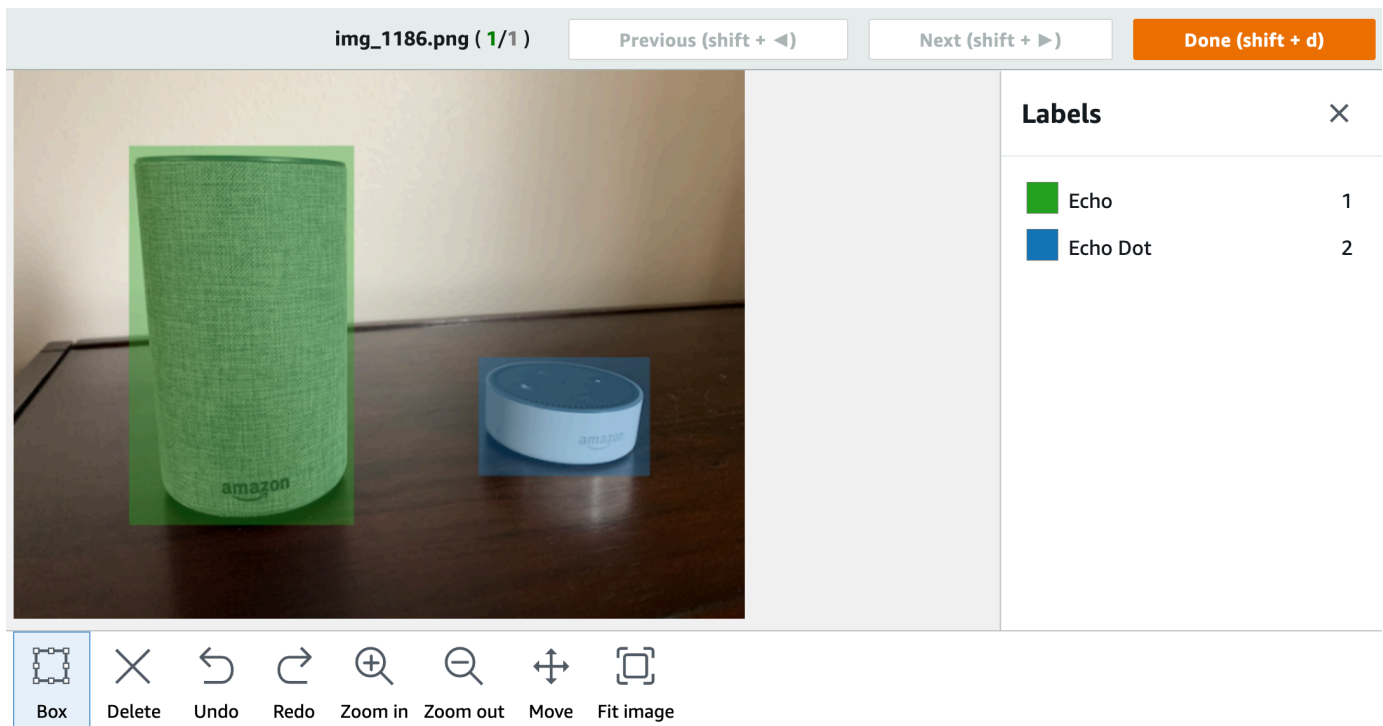 img_1186.png ( 1/1 )
Previous (shift + ◀)
Next (shift + ▶)
Done (shift + d)
Labels
Echo 1
Echo Dot 2
amazon
amazon
Box
Delete
Undo
Redo
Zoom in
Zoom out
Move
Fit image